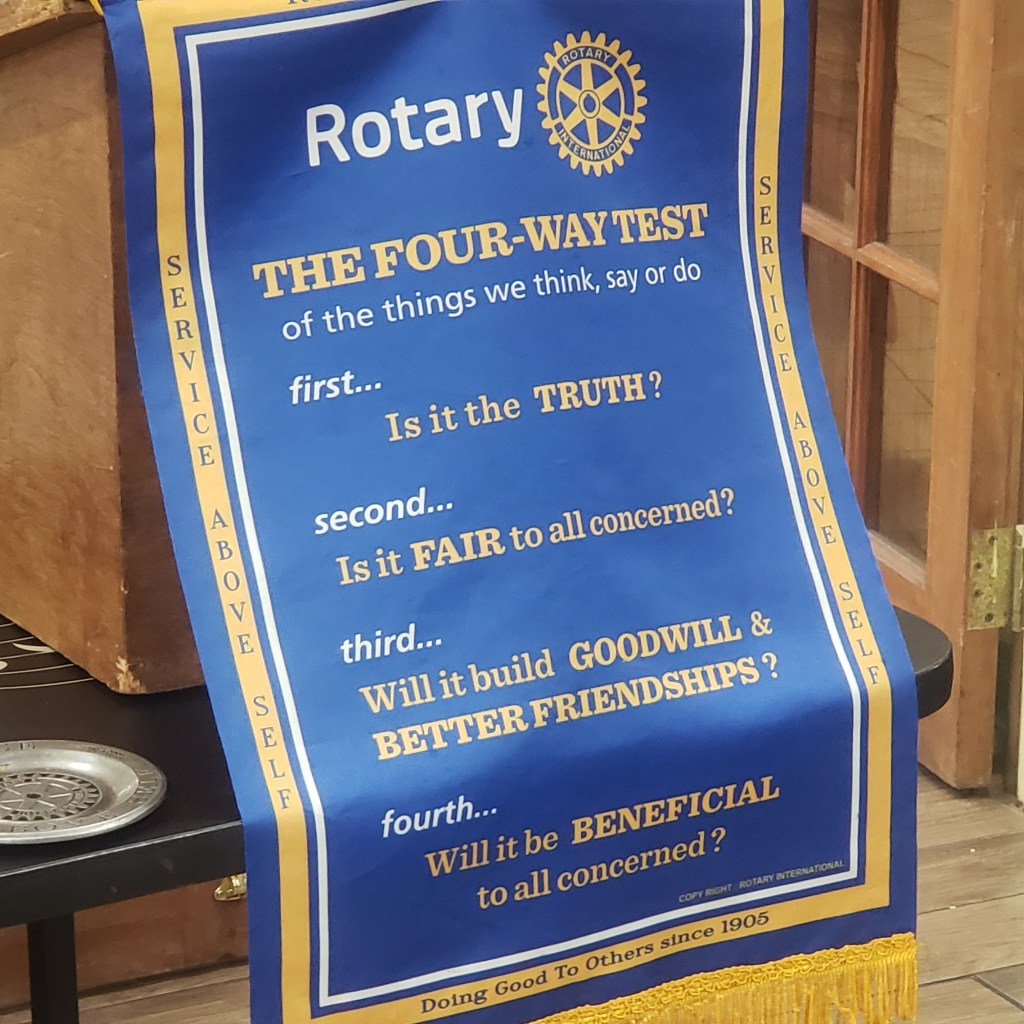 Rotary
ROTARY
INTERNATIONAL
THE FOUR-WAY TEST
of the things we think, say or do
first...
Is it the TRUTH?
second...
Is it FAIR to all concerned?
third...
Will it build GOODWILL &
BETTER FRIENDSHIPS?
fourth...
Will it be BENEFICIAL
to all concerned?
COPY RIGHT ROTARY INTERNATIONAL
Doing Good To Others since 1905
SERVICE ABOVE SELF
SERVICE ABOVE SELF